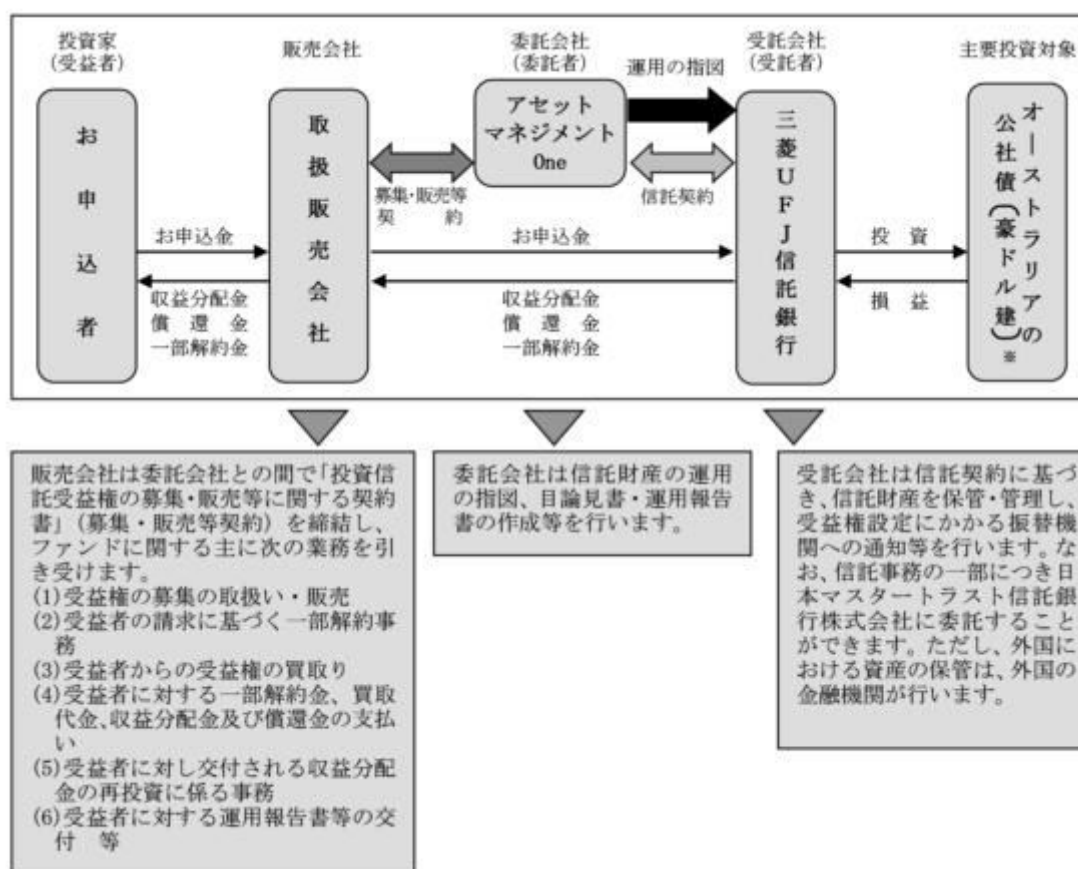 投資家
(受益者)
販売会社
委託会社
(委託者)
受託会社
(受託者)
主要投資対象
運用の指図
お申込者
取扱販売会社
アセット
マネジメント
One
三菱UFJ信託銀行
オーストラリアの
公社債(豪ドル建)※
募集・販売等
契 約
信託契約
お申込金
収益分配金
償 還 金
一部解約金
お申込金
収益分配金
償 還 金
一部解約金
投 資
損 益
販売会社は委託会社との間で「投資信
託受益権の募集・販売等に関する契約
書」(募集・販売等契約)を締結し、
ファンドに関する主に次の業務を引
き受けます。
(1)受益権の募集の取扱い・販売
(2)受益者の請求に基づく一部解約事
務
(3)受益者からの受益権の買取り
(4)受益者に対する一部解約金、買取
代金、収益分配金及び償還金の支払
い
(5)受益者に対し交付される収益分配
金の再投資に係る事務
(6)受益者に対する運用報告書等の交
付 等
委託会社は信託財産の運用
の指図、目論見書・運用報告
書の作成等を行います。
受託会社は信託契約に基づ
き、信託財産を保管・管理し、
受益権設定にかかる振替機
関への通知等を行います。な
お、信託事務の一部につき日
本マスタートラスト信託銀
行株式会社に委託すること
ができます。ただし、外国に
おける資産の保管は、外国の
金融機関が行います。